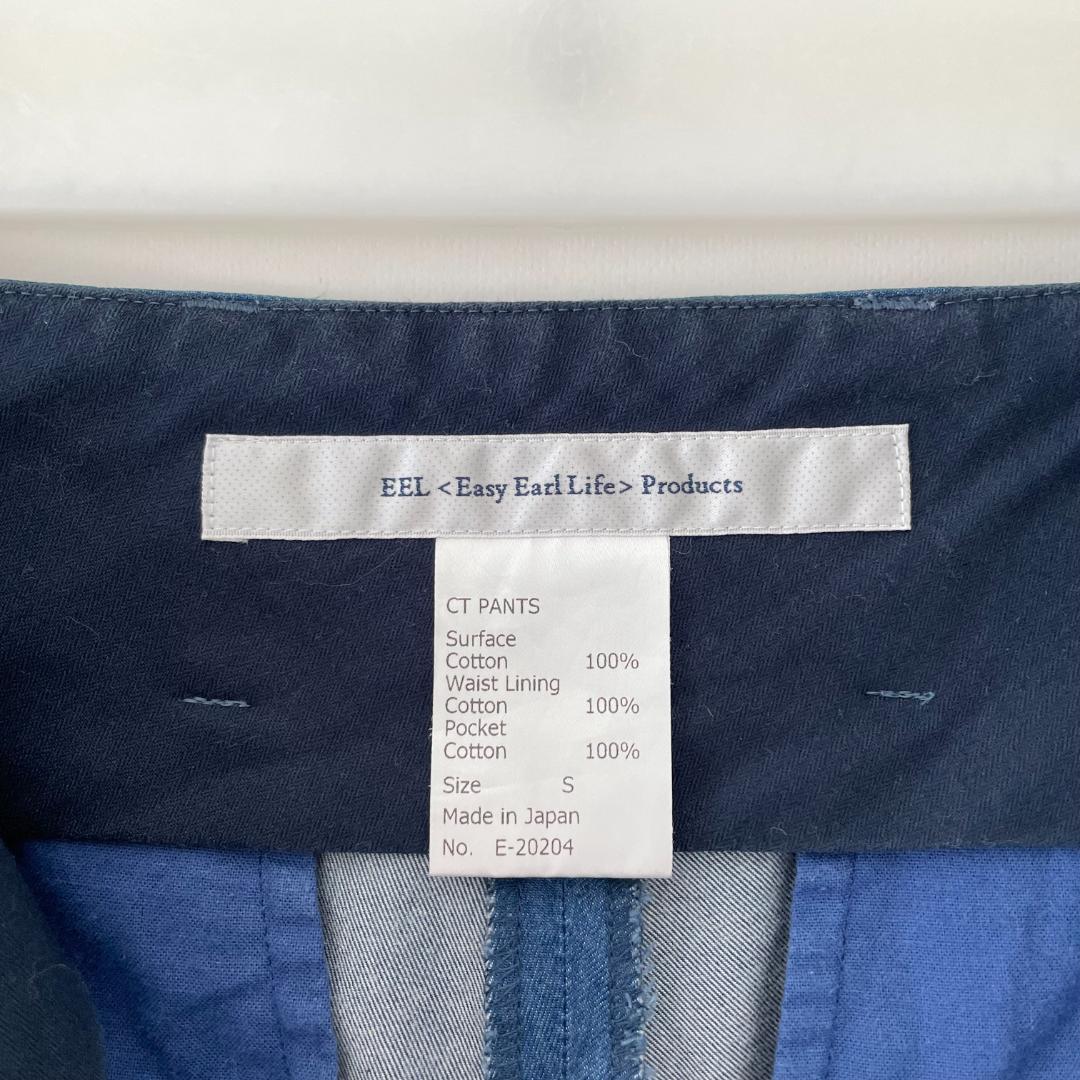 EEL <Easy Earl Life> Products
CT PANTS
Surface
Cotton 100%
Waist Lining
Cotton 100%
Pocket
Cotton 100%
Size S
Made in Japan
No. E-20204